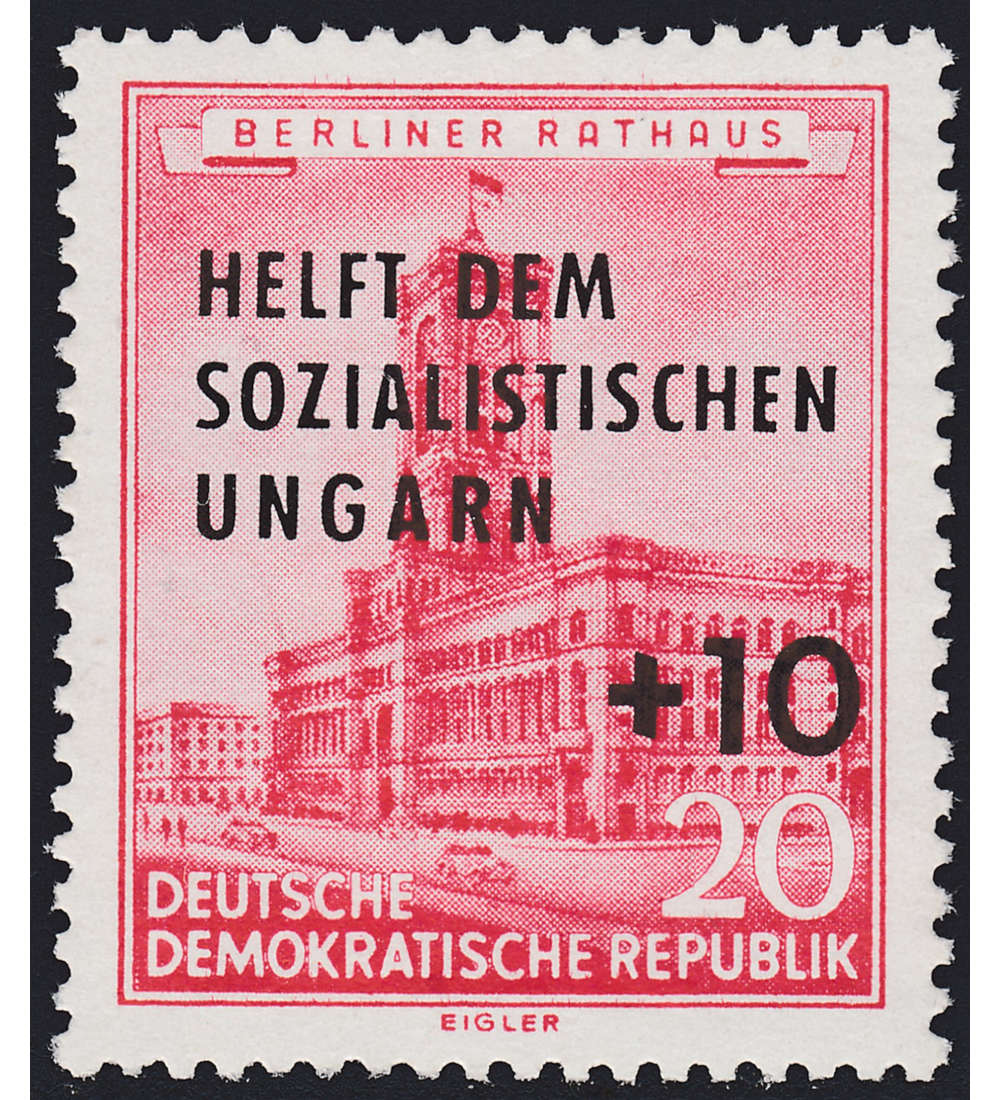 BERLINER RATHAUS
HELFT DEM
SOZIALISTISCHEN
UNGARN
+10
20
DEUTSCHE
DEMOKRATISCHE REPUBLIK
EIGLER